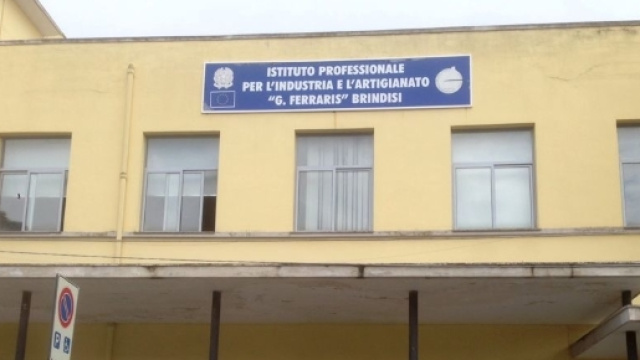 ISTITUTO PROFESSIONALE
PER L'INDUSTRIA E L'ARTIGIANATO
"G. FERRARIS" BRINDISI
P